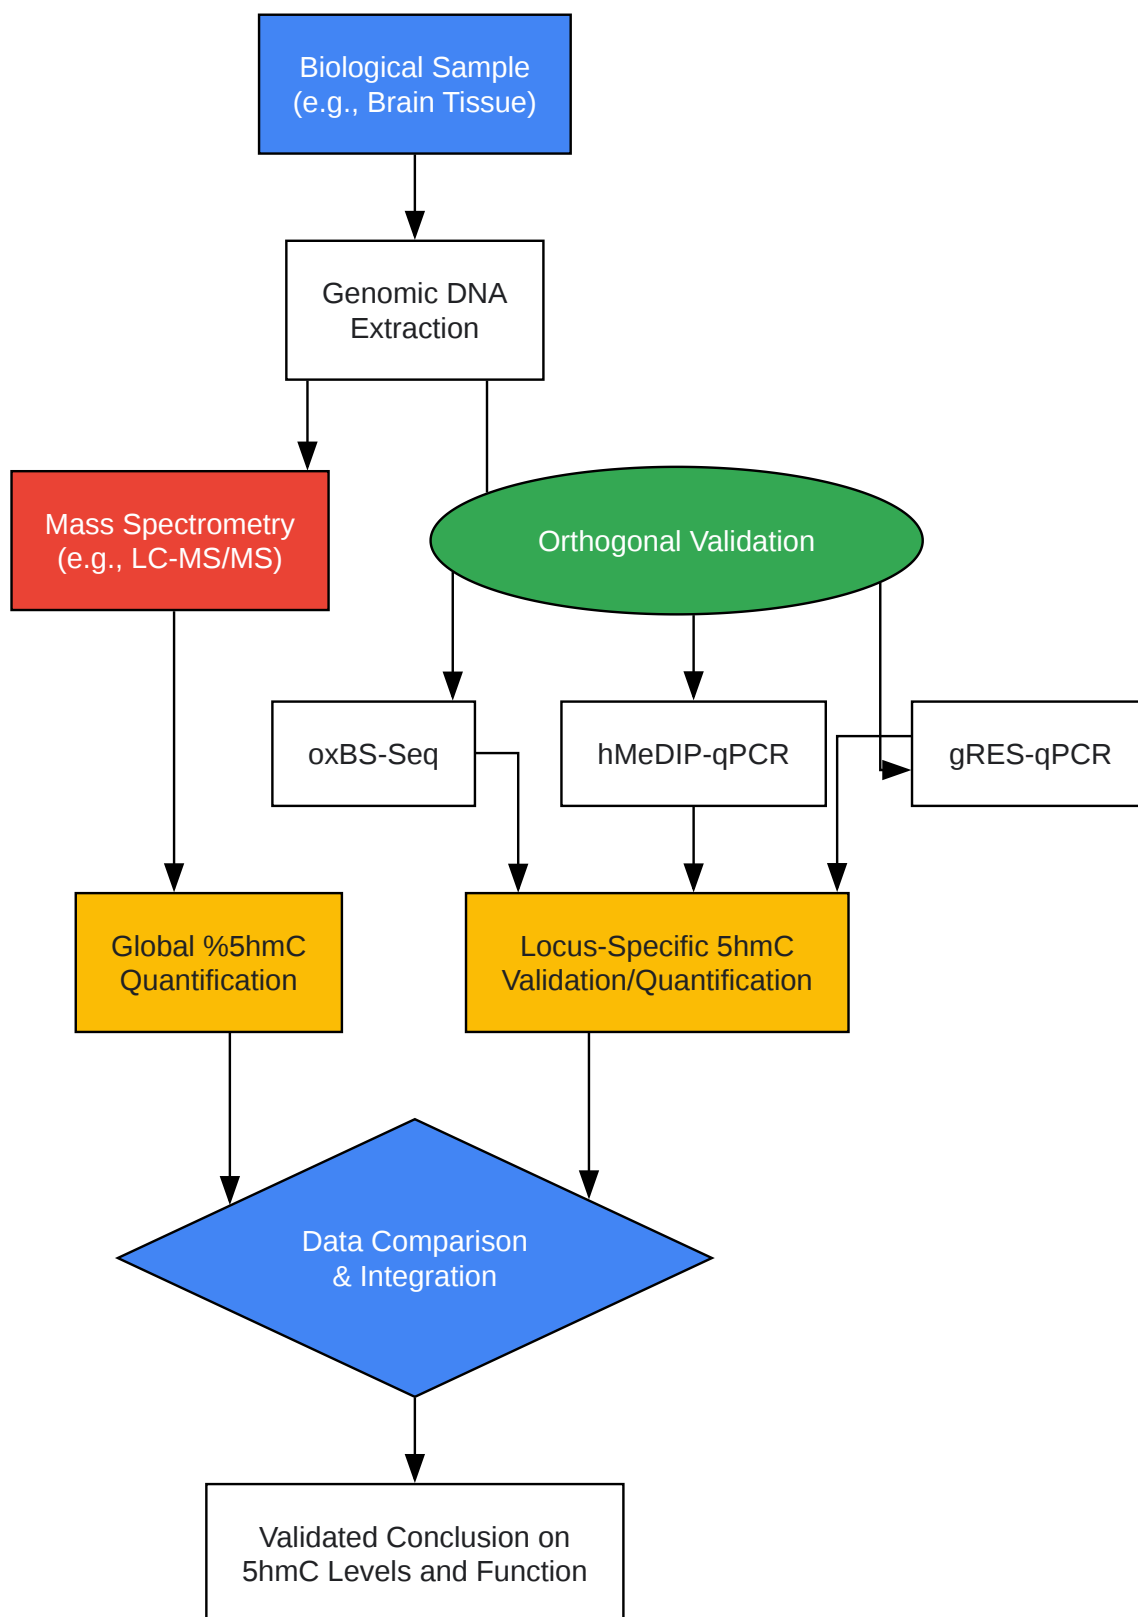 Biological Sample
(e.g., Brain Tissue)
Genomic DNA
Extraction
Mass Spectrometry
(e.g., LC-MS/MS)
Orthogonal Validation
oxBS-Seq
hMeDIP-qPCR
gRES-qPCR
Global %5hmC
Quantification
Locus-Specific 5hmC
Validation/Quantification
Data Comparison
& Integration
Validated Conclusion on
5hmC Levels and Function